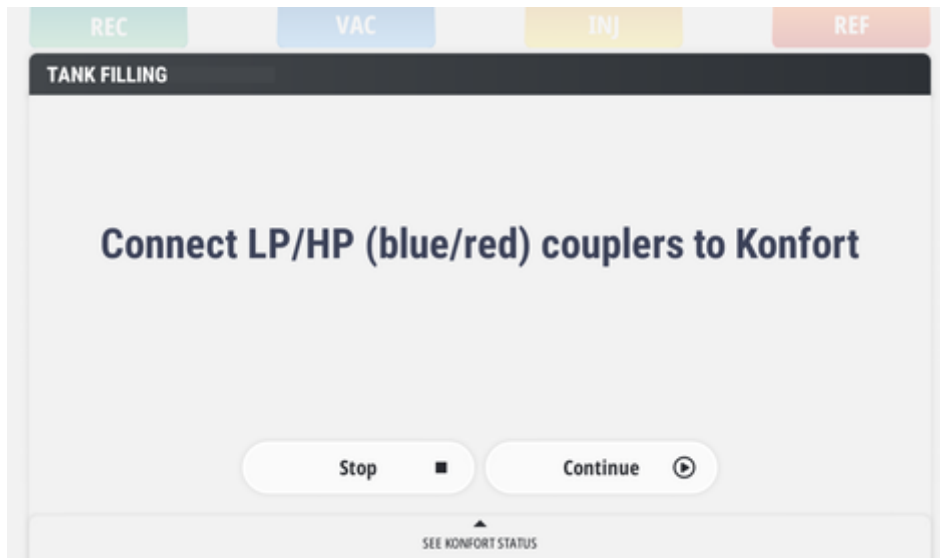 REC VAC INJ REF
TANK FILLING
Connect LP/HP (blue/red) couplers to Konfort
Stop Continue
SEE KONFORT STATUS